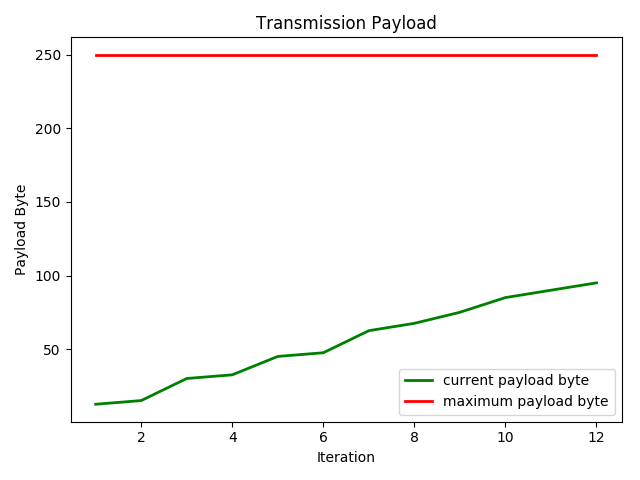 Transmission Payload
250
200
150
100
50
Payload Byte
current payload byte
maximum payload byte
2 4 6 8 10 12
Iteration